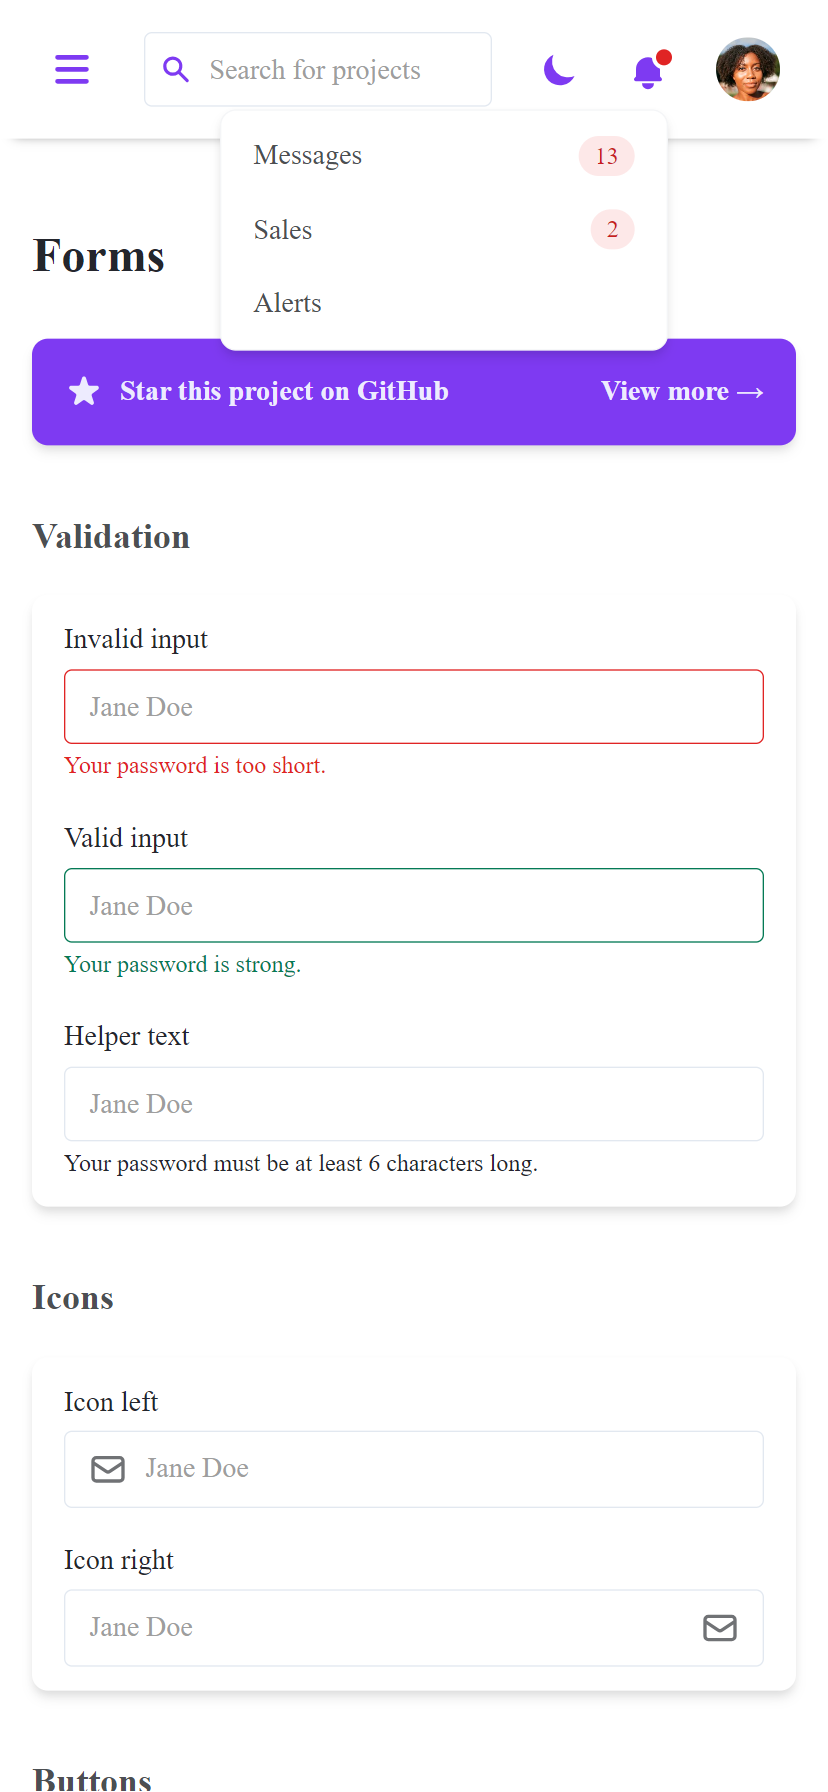 Search for projects
Messages 13
Sales 2
Alerts
Forms
Star this project on GitHub View more →
Validation
Invalid input
Jane Doe
Your password is too short.
Valid input
Jane Doe
Your password is strong.
Helper text
Jane Doe
Your password must be at least 6 characters long.
Icons
Icon left
Jane Doe
Icon right
Jane Doe
Buttons